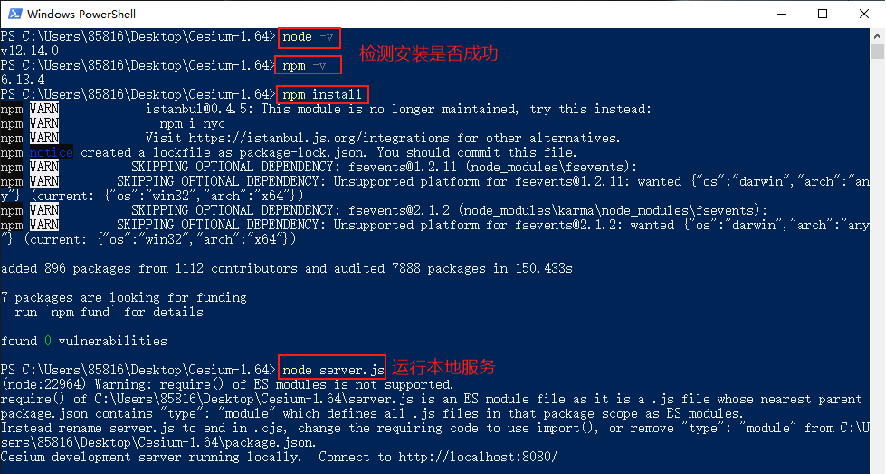 Windows PowerShell
PS C:\Users\85816\Desktop\Cesium-1.64> node -v
v12.14.0
检测安装是否成功
PS C:\Users\85816\Desktop\Cesium-1.64> npm -v
6.13.4
PS C:\Users\85816\Desktop\Cesium-1.64> npm install
npm WARN istanbul@0.4.5: This module is no longer maintained, try this instead:
npm WARN npm i nyc
npm WARN Visit https://istanbul.js.org/integrations for other alternatives.
npm notice created a lockfile as package-lock.json. You should commit this file.
npm WARN SKIPPING OPTIONAL DEPENDENCY: fsevents@1.2.11 (node_modules\fsevents):
npm WARN SKIPPING OPTIONAL DEPENDENCY: Unsupported platform for fsevents@1.2.11: wanted {"os":"darwin","arch":"an
y"} (current: {"os":"win32","arch":"x64"})
npm WARN SKIPPING OPTIONAL DEPENDENCY: fsevents@2.1.2 (node_modules\karma\node_modules\fsevents):
npm WARN SKIPPING OPTIONAL DEPENDENCY: Unsupported platform for fsevents@2.1.2: wanted {"os":"darwin","arch":"any
"} (current: {"os":"win32","arch":"x64"})
added 896 packages from 1112 contributors and audited 7888 packages in 150.433s
7 packages are looking for funding
run `npm fund` for details
found 0 vulnerabilities
PS C:\Users\85816\Desktop\Cesium-1.64> node server.js 运行本地服务
(node:22964) Warning: require() of ES modules is not supported.
require() of C:\Users\85816\Desktop\Cesium-1.64\server.js is an ES module file as it is a .js file whose nearest parent
package.json contains "type": "module" which defines all .js files in that package scope as ES modules.
Instead rename server.js to end in .cjs, change the requiring code to use import(), or remove "type": "module" from C:\U
sers\85816\Desktop\Cesium-1.64\package.json.
Cesium development server running locally. Connect to http://localhost:8080/